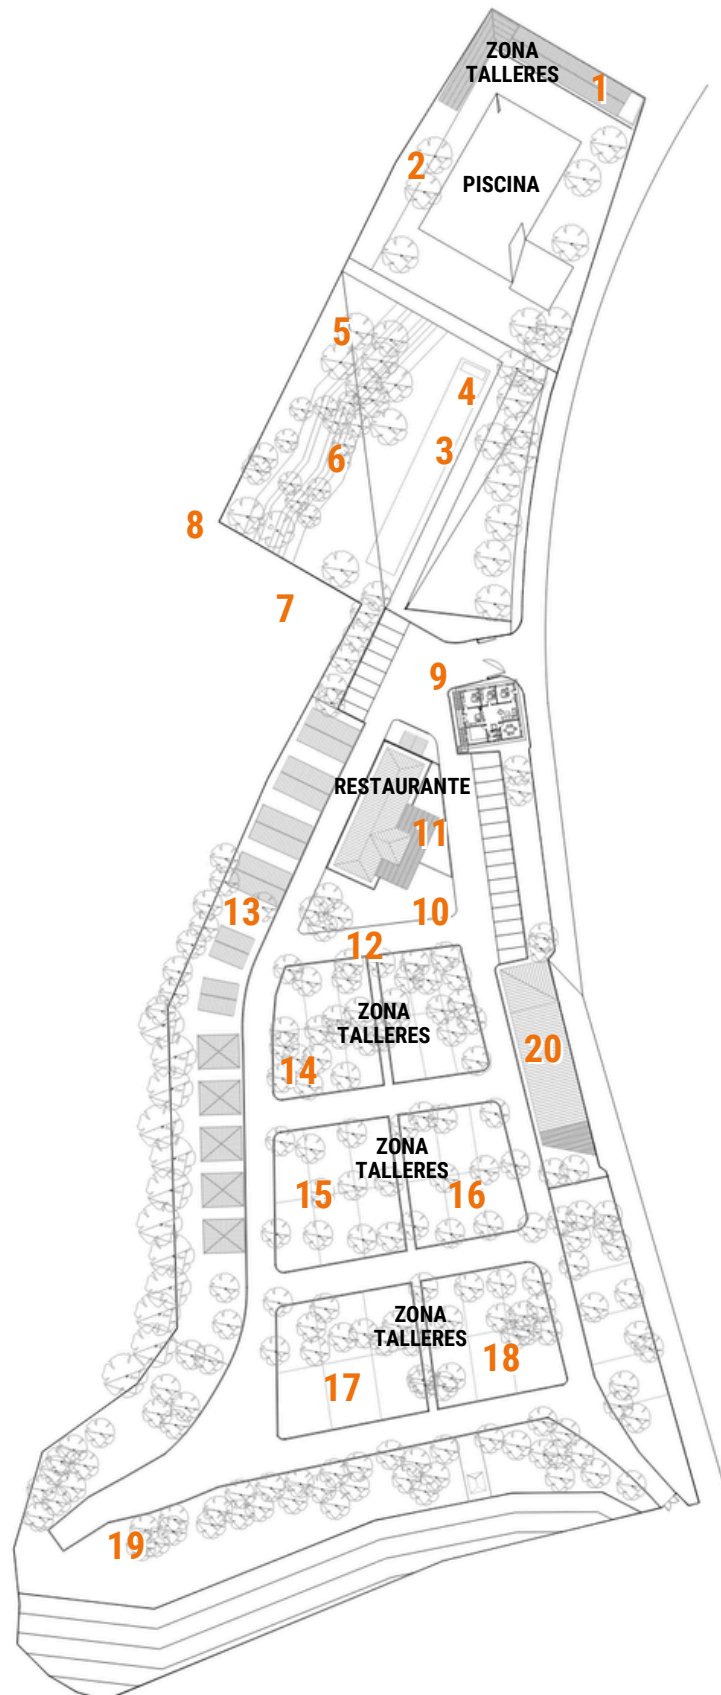 ZONA
TALLERES
1
2
PISCINA
5
4
3
6
8
7
9
RESTAURANTE
11
10
13
12
ZONA
TALLERES
20
14
ZONA
TALLERES
15
16
ZONA
TALLERES
18
17
19